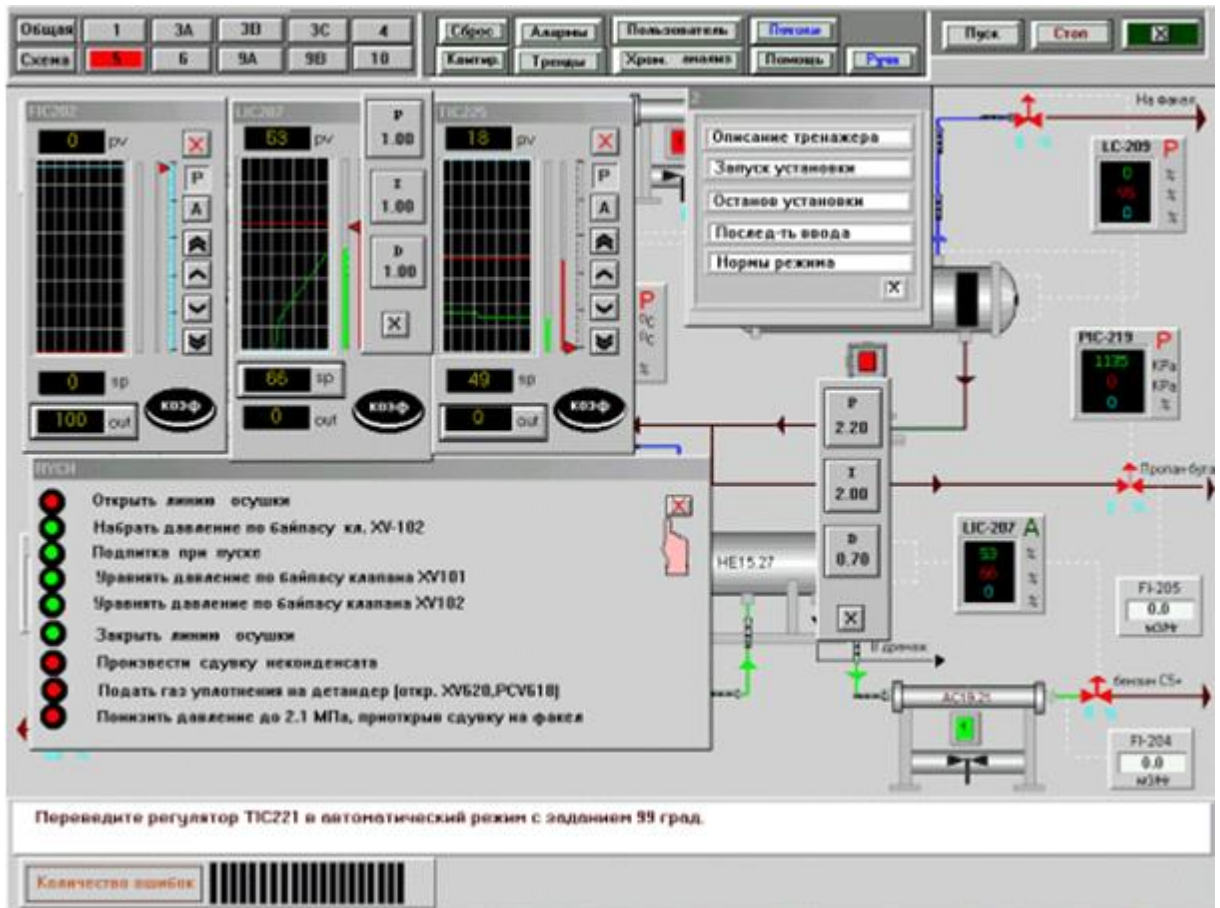 Общая 1 3А 3В 3С 4
Схема 5 6 9А 9В 10
Сброс Алармы Пользователь Потоки
Квитир. Тренды Хром. анализ Помощь Ручн
Пуск Стоп
FIC202
0 pv
P
A
0 sp
100 out
КОЭФ
LIC207
53 pv
66 sp
0 out
КОЭФ
P
1.00
I
1.00
D
1.00
X
TIC225
18 pv
P
A
49 sp
0 out
КОЭФ
2
Описание тренажера
Запуск установки
Останов установки
Послед-ть ввода
Нормы режима
X
На факел
LC-209 P
0
0
P
PIC-219 P
1135 KPa
0 KPa
0
P
2.20
I
2.00
D
0.70
X
Пропан-бута
LIC-207 A
53
66
0
FI-205
0.0
м3/Hr
НЕ15.27
В дренаж
АС19.21
бензин С5+
FI-204
0.0
м3/Hr
Открыть линию осушки
Набрать давление по байпасу кл. XV-102
Подпитка при пуске
Уравнять давление по байпасу клапана XV101
Уравнять давление по байпасу клапана XV102
Закрыть линию осушки
Произвести сдувку неконденсата
Подать газ уплотнения на детандер (откр. XV620,PCV618)
Понизить давление до 2.1 МПа, приоткрыв сдувку на факел
Переведите регулятор TIC221 в автоматический режим с заданием 99 град.
Количество ошибок